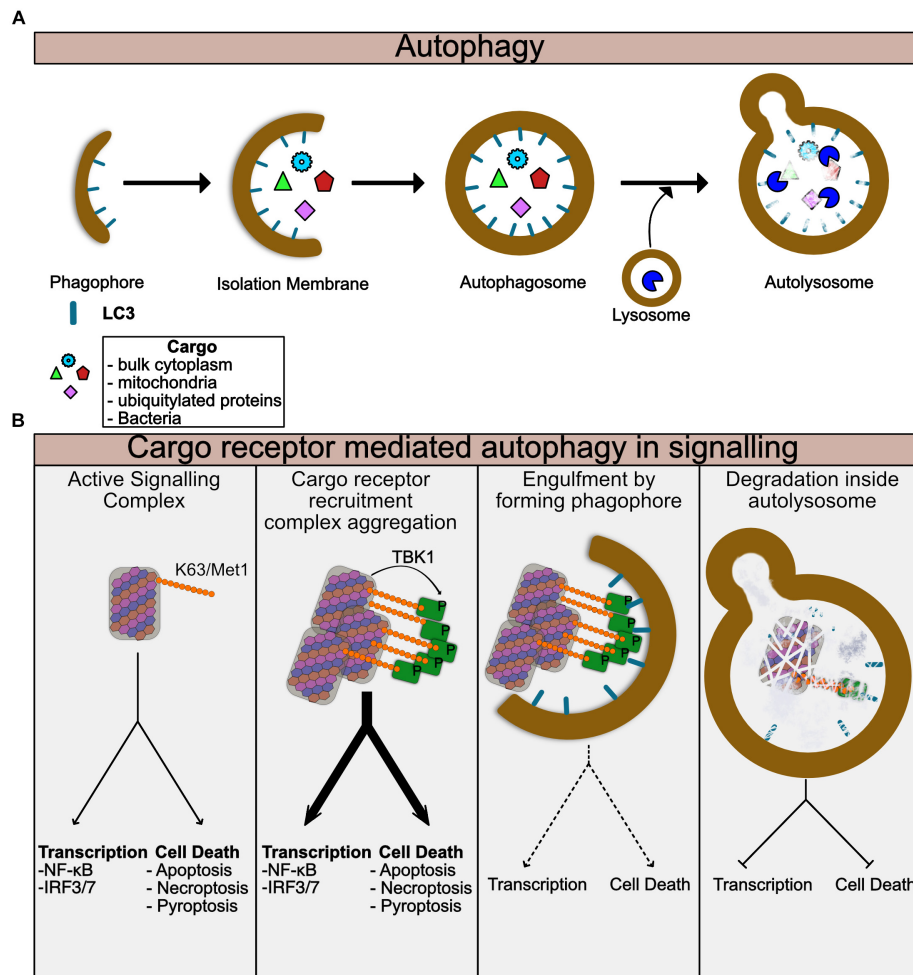 A
Autophagy
Phagophore
Isolation Membrane
Autophagosome
Lysosome
Autolysosome
LC3
Cargo
- bulk cytoplasm
- mitochondria
- ubiquitylated proteins
- Bacteria
B
Cargo receptor mediated autophagy in signalling
Active Signalling
Complex
K63/Met1
Transcription
-NF-κB
-IRF3/7
Cell Death
- Apoptosis
- Necroptosis
- Pyroptosis
Cargo receptor
recruitment
complex aggregation
TBK1
P
P
P
P
P
Transcription
-NF-κB
-IRF3/7
Cell Death
- Apoptosis
- Necroptosis
- Pyroptosis
Engulfment by
forming phagophore
P
P
P
P
P
Transcription
Cell Death
Degradation inside
autolysosome
Transcription
Cell Death